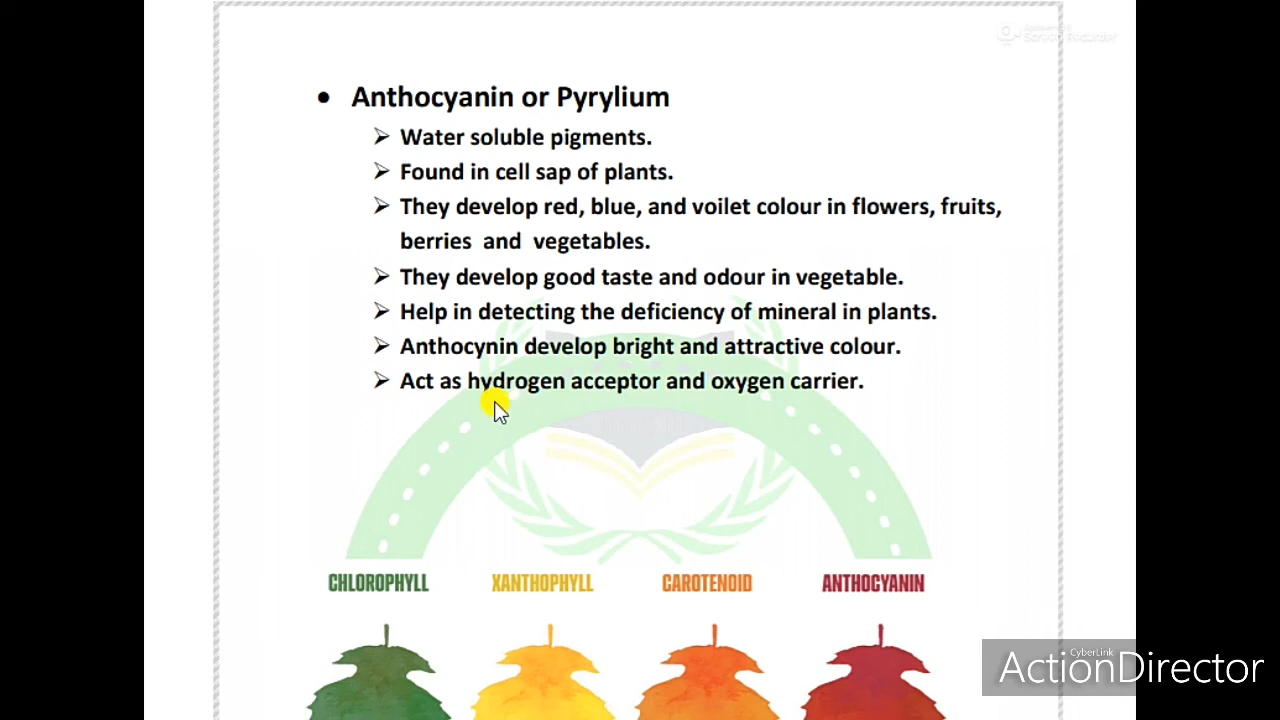 Screen Recorder
• Anthocyanin or Pyrylium
➢ Water soluble pigments.
➢ Found in cell sap of plants.
➢ They develop red, blue, and voilet colour in flowers, fruits,
berries and vegetables.
➢ They develop good taste and odour in vegetable.
➢ Help in detecting the deficiency of mineral in plants.
➢ Anthocynin develop bright and attractive colour.
➢ Act as hydrogen acceptor and oxygen carrier.
CHLOROPHYLL XANTHOPHYLL CAROTENOID ANTHOCYANIN
CyberLink
ActionDirector